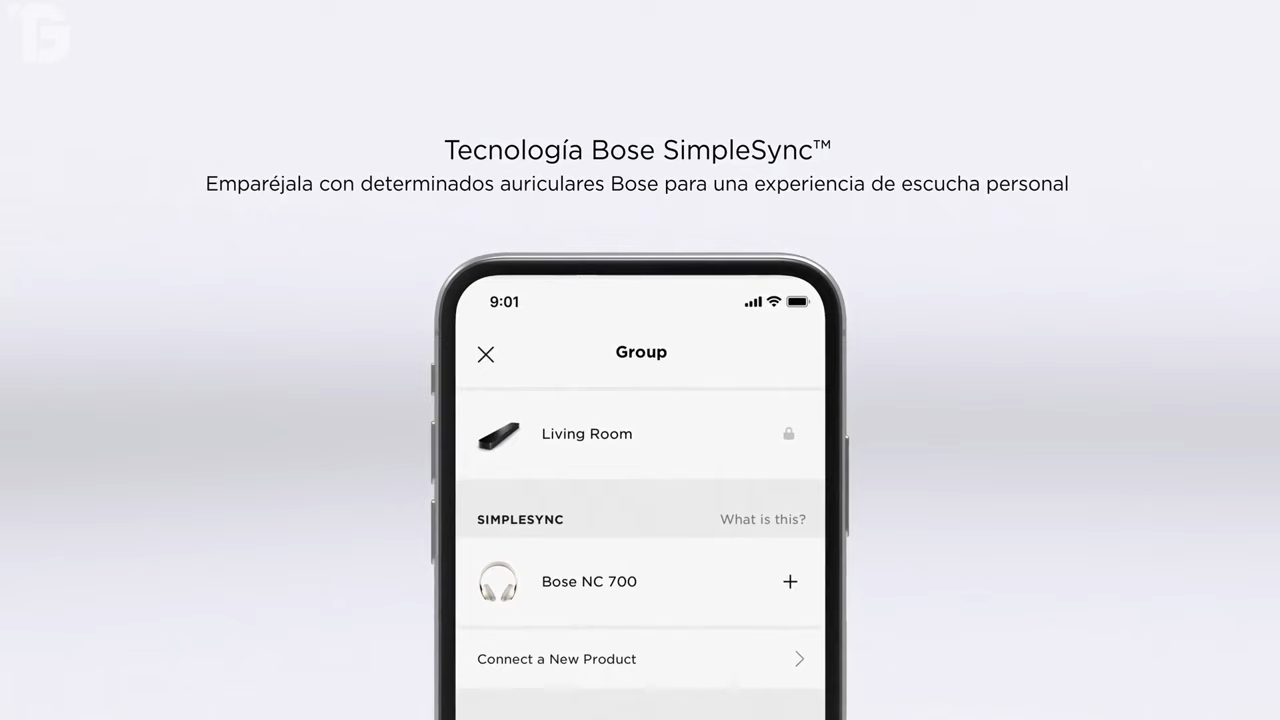 Tecnología Bose SimpleSync™
Emparéjala con determinados auriculares Bose para una experiencia de escucha personal
9:01
Group
Living Room
SIMPLESYNC
What is this?
Bose NC 700
Connect a New Product